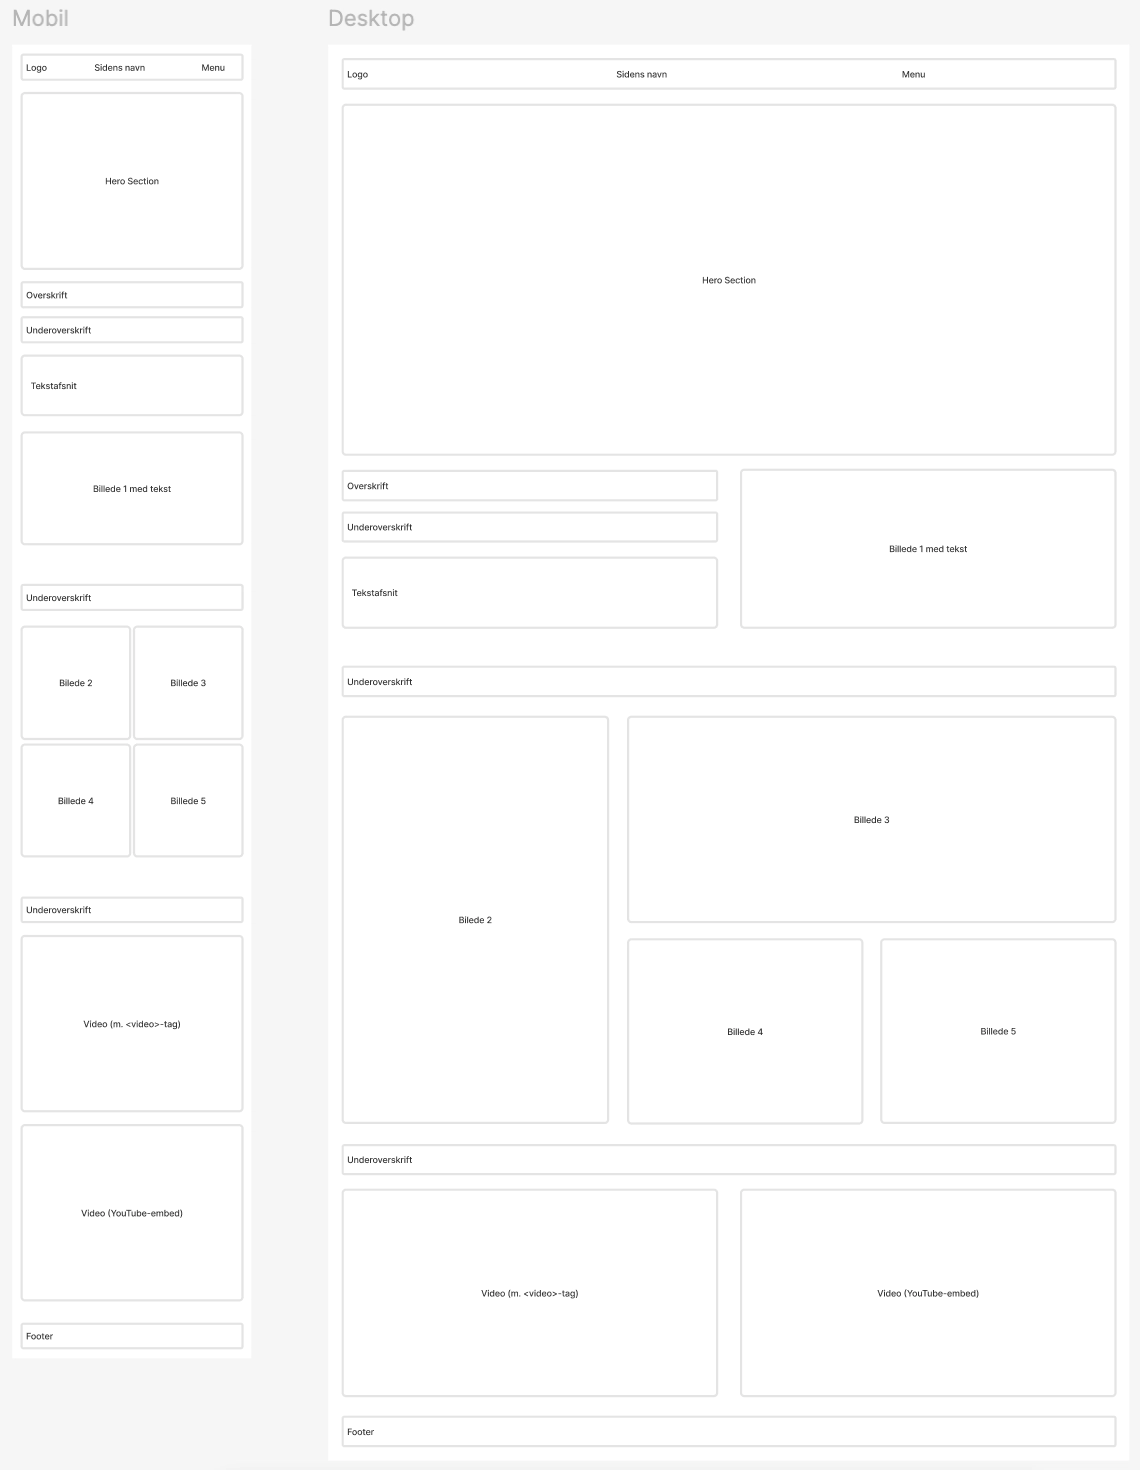 Mobil
Logo Sidens navn Menu
Hero Section
Overskrift
Underoverskrift
Tekstafsnit
Billede 1 med tekst
Underoverskrift
Bilede 2 Billede 3
Billede 4 Billede 5
Underoverskrift
Video (m. <video>-tag)
Video (YouTube-embed)
Footer
Desktop
Logo Sidens navn Menu
Hero Section
Overskrift
Underoverskrift
Tekstafsnit
Billede 1 med tekst
Underoverskrift
Bilede 2
Billede 3
Billede 4 Billede 5
Underoverskrift
Video (m. <video>-tag) Video (YouTube-embed)
Footer